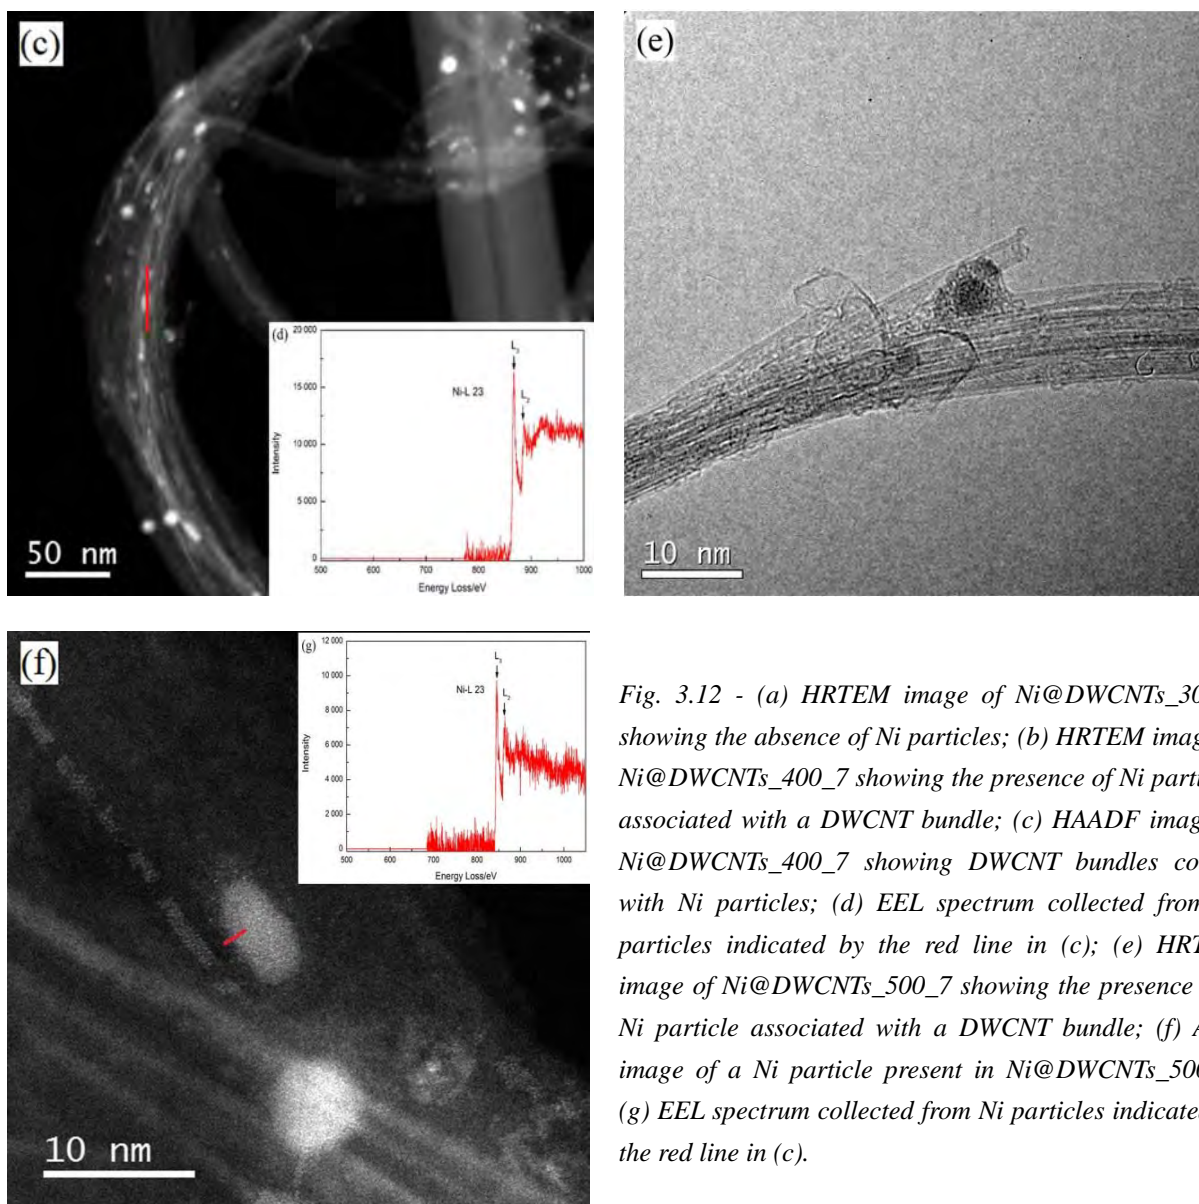 (c)
50 nm
(d)
20 000
15 000
10 000
5 000
0
Intensity
Ni-L 23
L3
L2
500 600 700 800 900 1000
Energy Loss/eV
(e)
10 nm
(f)
10 nm
(g)
12 000
10 000
8 000
6 000
4 000
2 000
0
Intensity
Ni-L 23
L3
L2
500 600 700 800 900 1000
Energy Loss/eV
Fig. 3.12 - (a) HRTEM image of Ni@DWCNTs_30
showing the absence of Ni particles; (b) HRTEM imag
Ni@DWCNTs_400_7 showing the presence of Ni parti
associated with a DWCNT bundle; (c) HAADF imag
Ni@DWCNTs_400_7 showing DWCNT bundles co
with Ni particles; (d) EEL spectrum collected from
particles indicated by the red line in (c); (e) HRT
image of Ni@DWCNTs_500_7 showing the presence
Ni particle associated with a DWCNT bundle; (f) A
image of a Ni particle present in Ni@DWCNTs_500
(g) EEL spectrum collected from Ni particles indicate
the red line in (c).